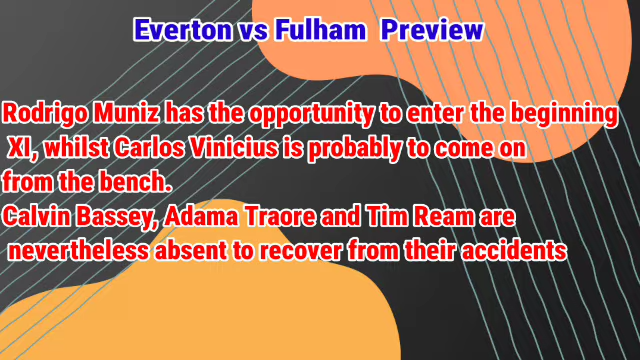 Everton vs Fulham Preview
Rodrigo Muniz has the opportunity to enter the beginning
XI, whilst Carlos Vinicius is probably to come on
from the bench.
Calvin Bassey, Adama Traore and Tim Ream are
nevertheless absent to recover from their accidents